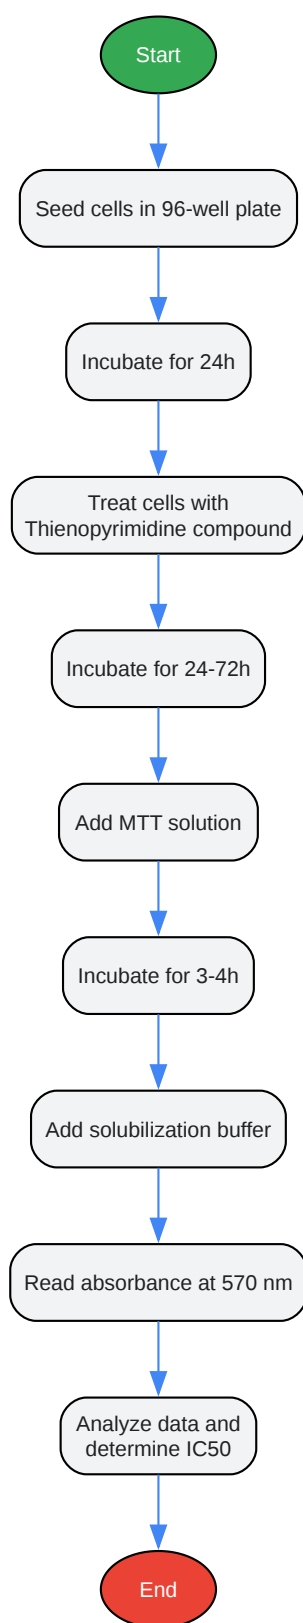 Start
Seed cells in 96-well plate
Incubate for 24h
Treat cells with
Thienopyrimidine compound
Incubate for 24-72h
Add MTT solution
Incubate for 3-4h
Add solubilization buffer
Read absorbance at 570 nm
Analyze data and
determine IC50
End